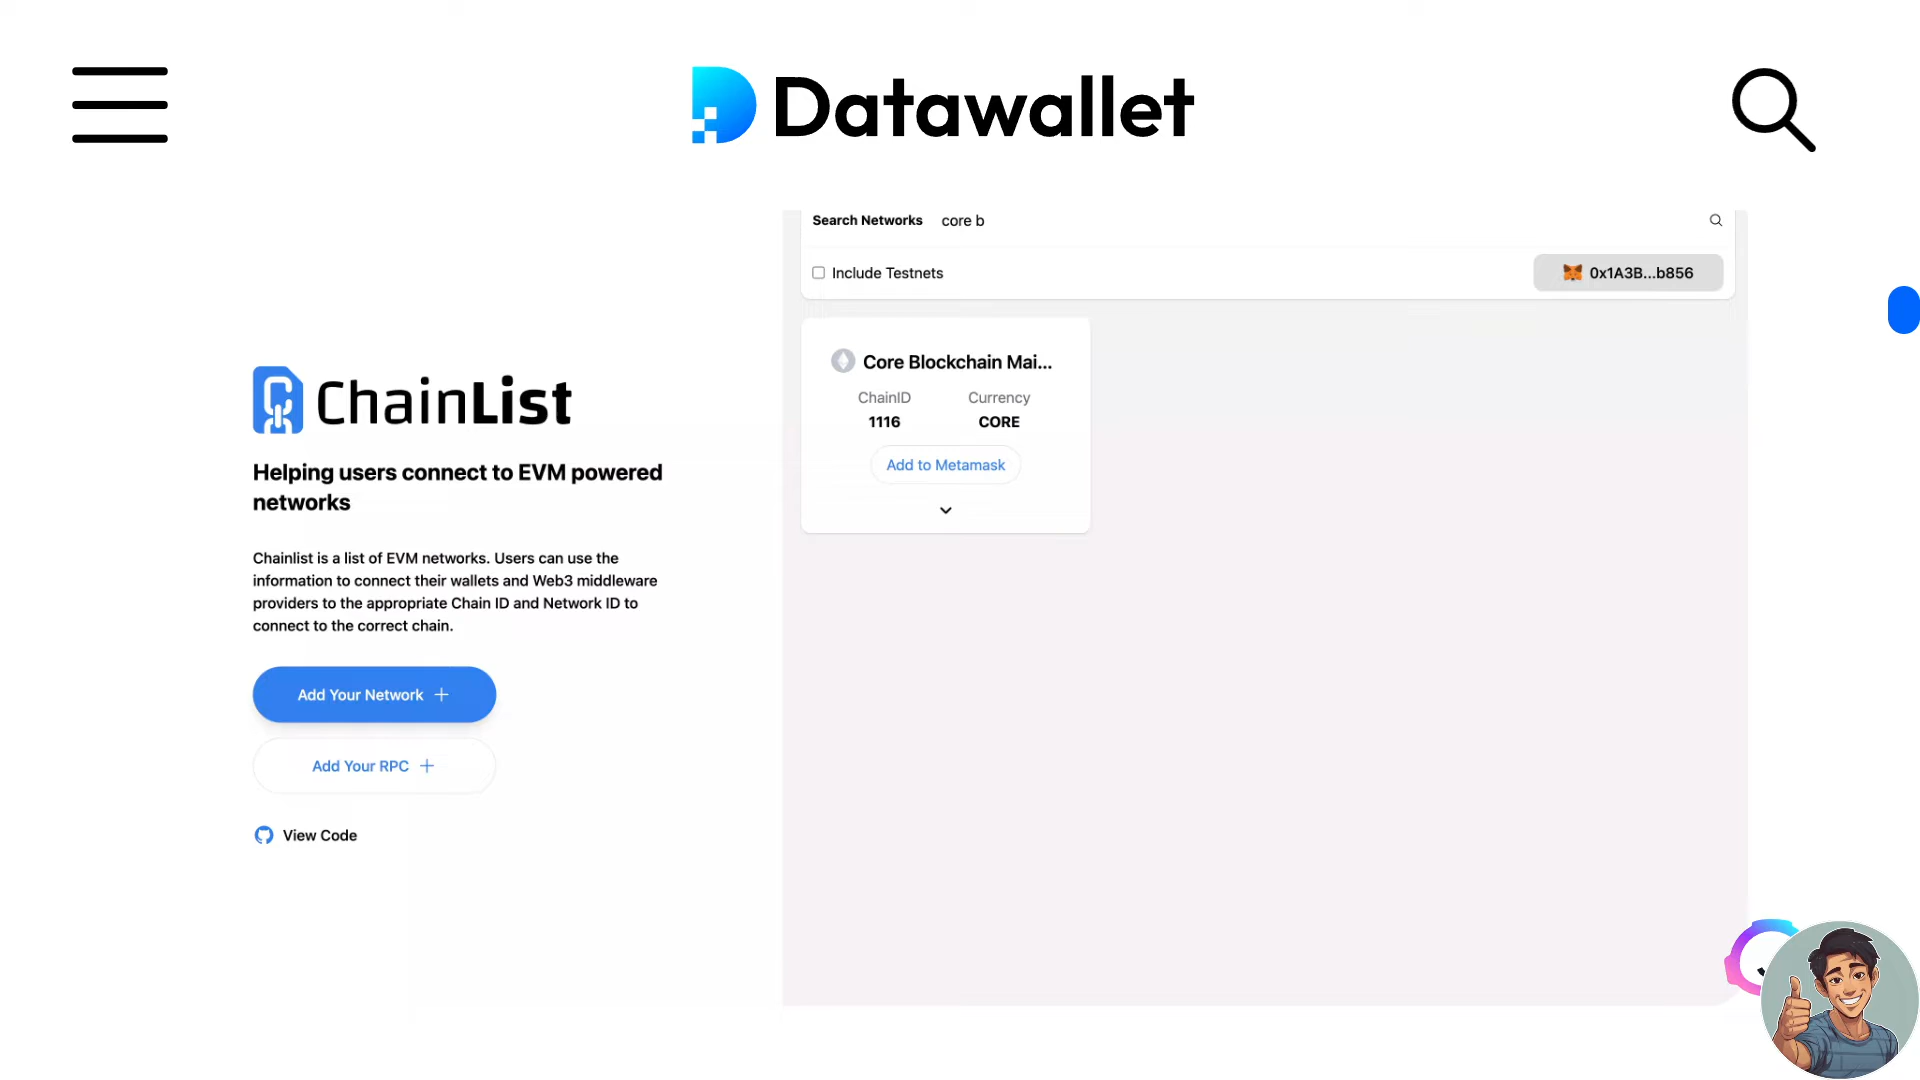 Datawallet
Search Networks core b
Include Testnets
0x1A3B...b856
Core Blockchain Mai...
ChainID Currency
1116 CORE
Add to Metamask
ChainList
Helping users connect to EVM powered
networks
Chainlist is a list of EVM networks. Users can use the
information to connect their wallets and Web3 middleware
providers to the appropriate Chain ID and Network ID to
connect to the correct chain.
Add Your Network +
Add Your RPC +
View Code